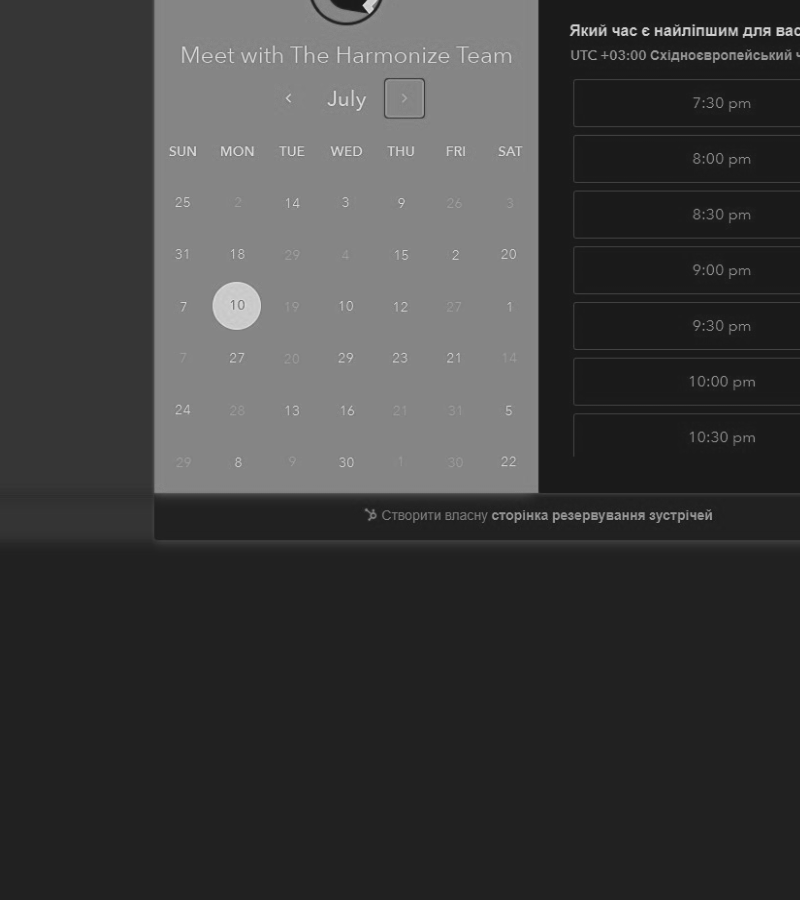 Meet with The Harmonize Team
July
SUN MON TUE WED THU FRI SAT
25 2 14 3 9 26 3
31 18 29 4 15 2 20
7 10 19 10 12 27 1
7 27 20 29 23 21 14
24 28 13 16 21 31 5
29 8 9 30 1 30 22
Який час є найліпшим для вас
UTC +03:00 Східноєвропейський
7:30 pm
8:00 pm
8:30 pm
9:00 pm
9:30 pm
10:00 pm
10:30 pm
Створити власну сторінка резервування зустрічей